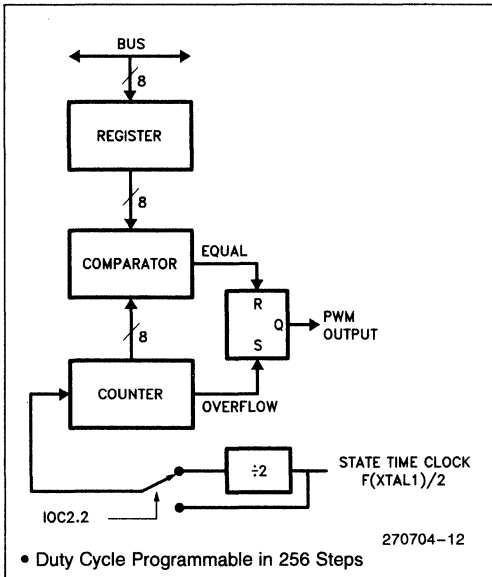 BUS
8
REGISTER
8
COMPARATOR
EQUAL
R
Q
PWM
OUTPUT
S
8
COUNTER
OVERFLOW
÷2
STATE TIME CLOCK
F(XTAL1)/2
IOC2.2
270704-12
• Duty Cycle Programmable in 256 Steps